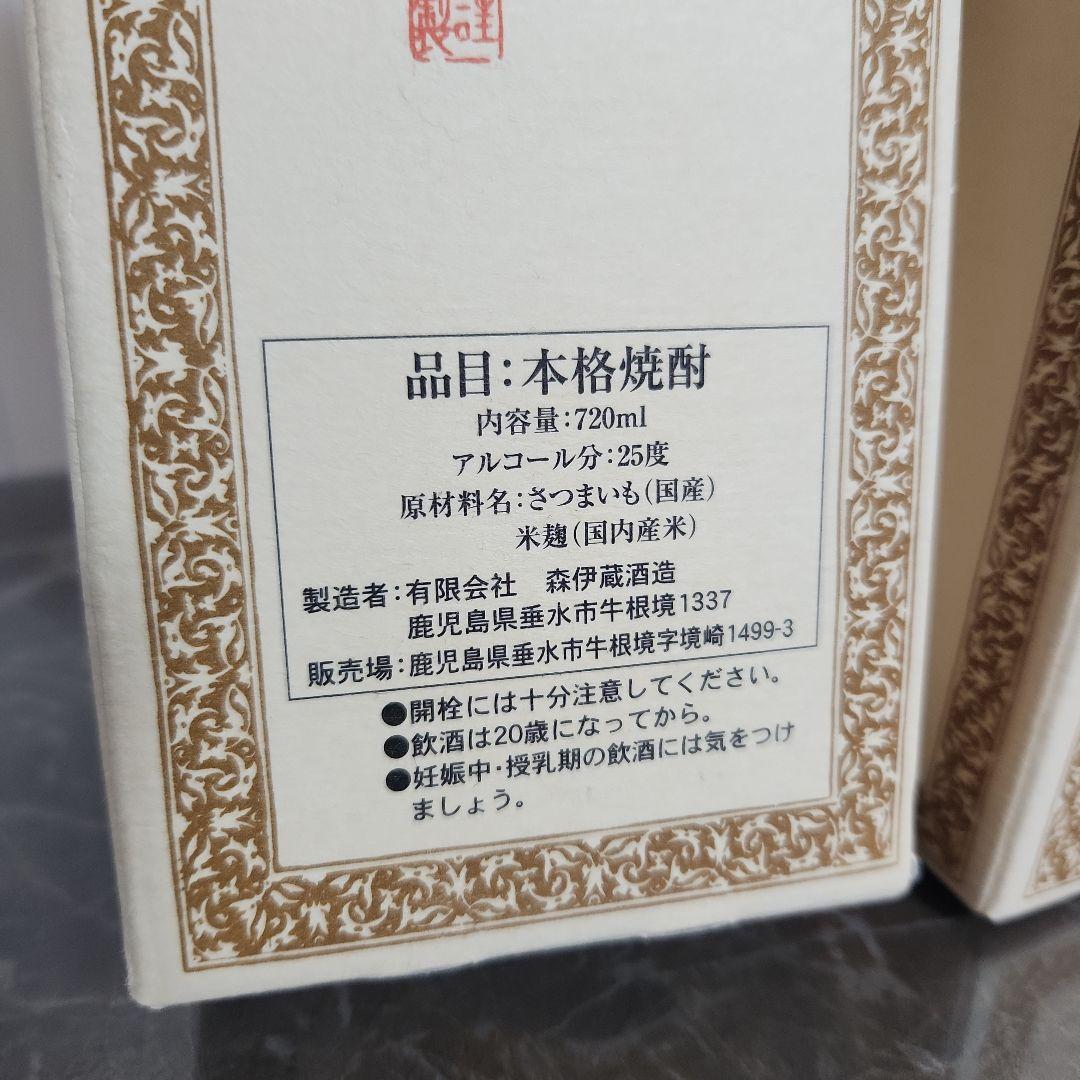 謹製
品目：本格焼酎
内容量：720ml
アルコール分：25度
原材料名：さつまいも（国産）
米麹（国内産米）
製造者：有限会社　森伊蔵酒造
鹿児島県垂水市牛根境1337
販売場：鹿児島県垂水市牛根境字境崎1499-3
●開栓には十分注意してください。
●飲酒は20歳になってから。
●妊娠中・授乳期の飲酒には気をつけ
ましょう。